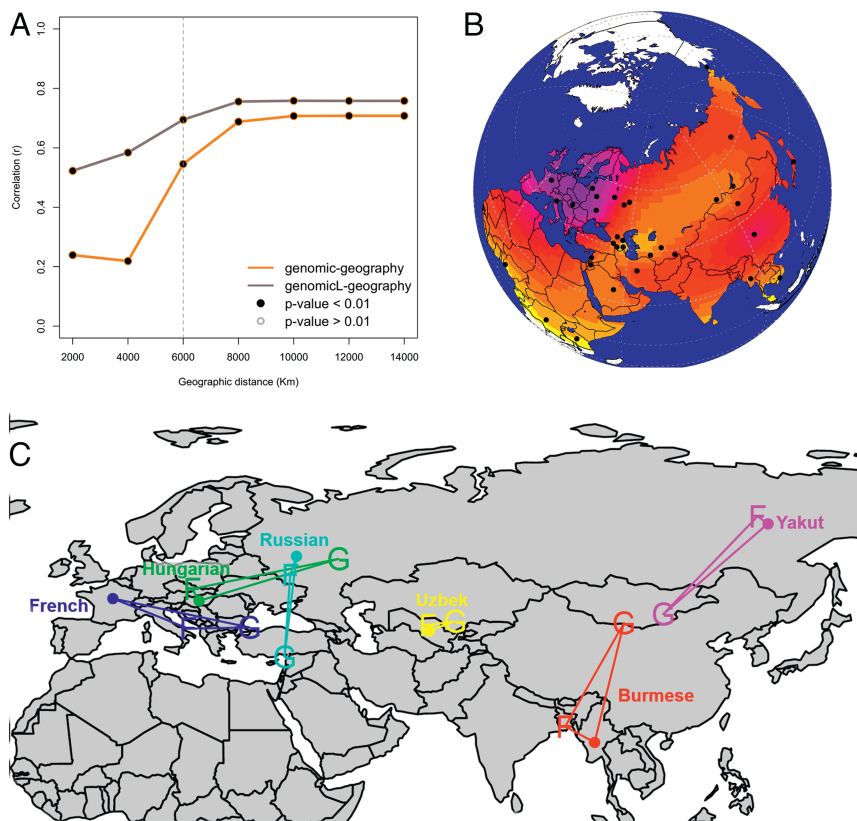 A
B
1.0
0.8
0.6
0.4
0.2
0.0
Correlation (r)
genomic-geography
genomicL-geography
p-value < 0.01
p-value > 0.01
2000 4000 6000 8000 10000 12000 14000
Geographic distance (Km)
C
F Yakut
Russian
G
Hungarian
F
F
Uzbek
French
G
F G
F G
G
G
Burmese
F